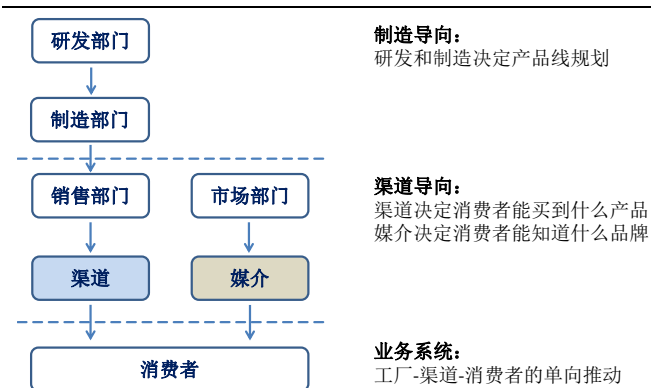 研发部门
制造导向：
研发和制造决定产品线规划
制造部门
销售部门
市场部门
渠道导向：
渠道决定消费者能买到什么产品
媒介决定消费者能知道什么品牌
渠道
媒介
消费者
业务系统：
工厂-渠道-消费者的单向推动